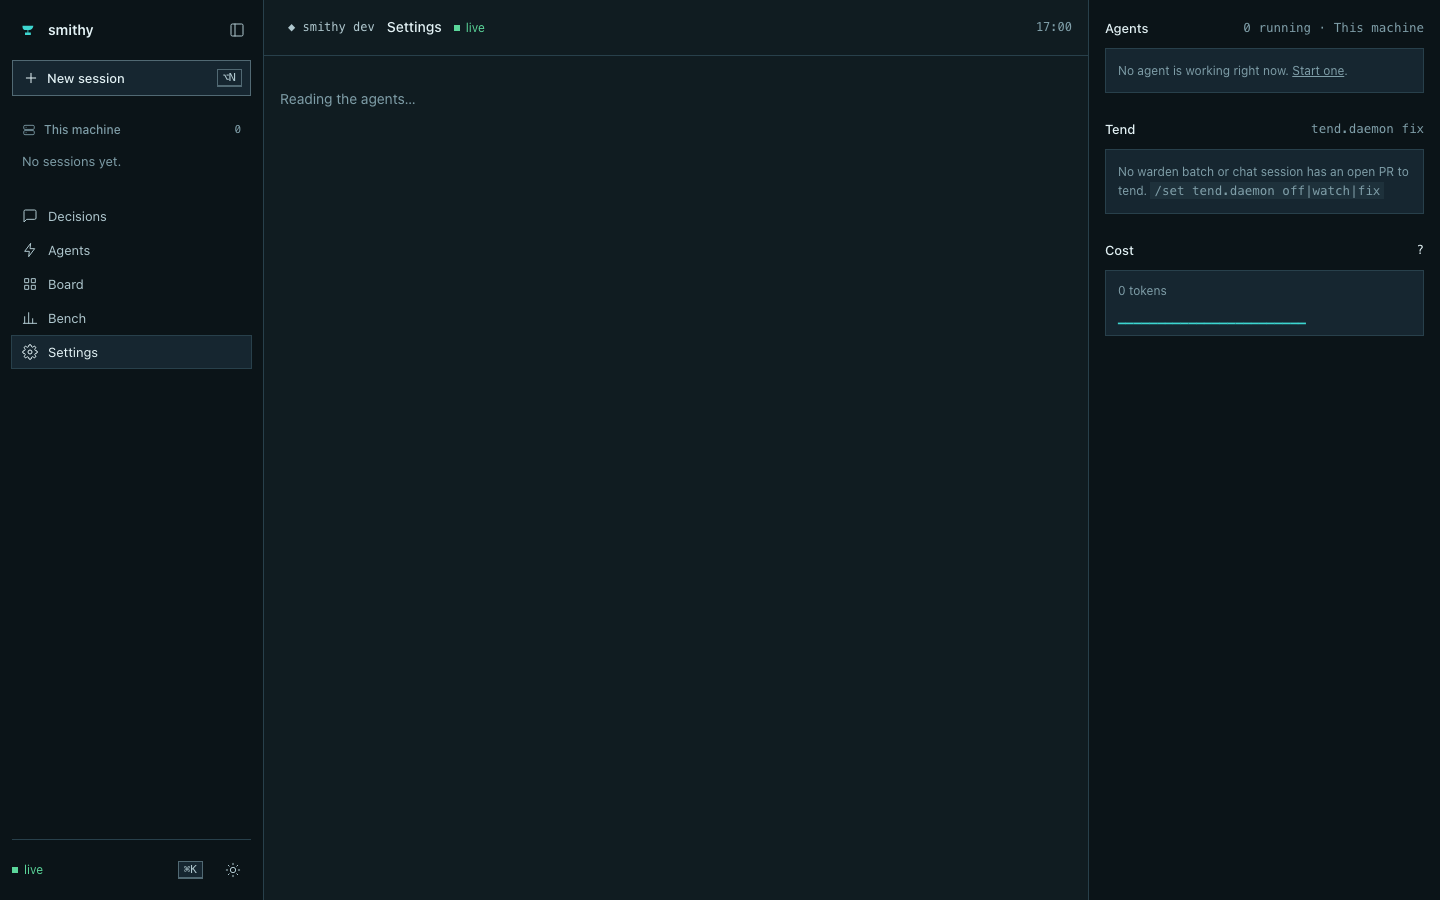 smithy
New session ⌥N
This machine 0
No sessions yet.
Decisions
Agents
Board
Bench
Settings
live ⌘K
◆ smithy dev Settings live 17:00
Reading the agents…
Agents 0 running · This machine
No agent is working right now. Start one.
Tend tend.daemon fix
No warden batch or chat session has an open PR to
tend. /set tend.daemon off|watch|fix
Cost ?
0 tokens